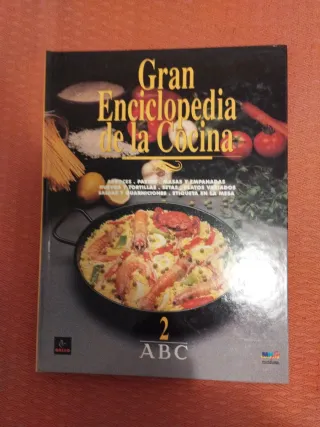 Gran
Enciclopedia
de la Cocina
ARROCES . PASTAS . MASAS Y EMPANADAS
HUEVOS Y TORTILLAS . SETAS . PLATOS VARIADOS
SALSAS Y GUARNICIONES . ETIQUETA EN LA MESA
2
ABC